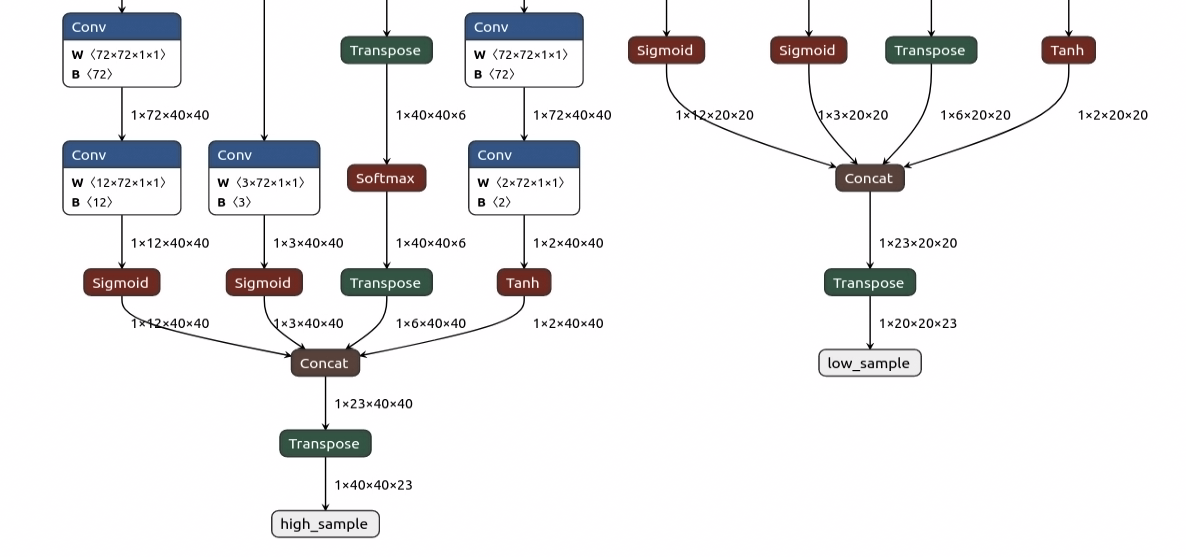 Conv
W 〈72×72×1×1〉
B 〈72〉
Transpose
Conv
W 〈72×72×1×1〉
B 〈72〉
Sigmoid
Sigmoid
Transpose
Tanh
1×72×40×40
1×40×40×6
1×72×40×40
1×12×20×20
1×3×20×20
1×6×20×20
1×2×20×20
Conv
W 〈12×72×1×1〉
B 〈12〉
Conv
W 〈3×72×1×1〉
B 〈3〉
Softmax
Conv
W 〈2×72×1×1〉
B 〈2〉
Concat
1×12×40×40
1×3×40×40
1×40×40×6
1×2×40×40
1×23×20×20
Sigmoid
Sigmoid
Transpose
Tanh
Transpose
1×12×40×40
1×3×40×40
1×6×40×40
1×2×40×40
1×20×20×23
Concat
low_sample
1×23×40×40
Transpose
1×40×40×23
high_sample